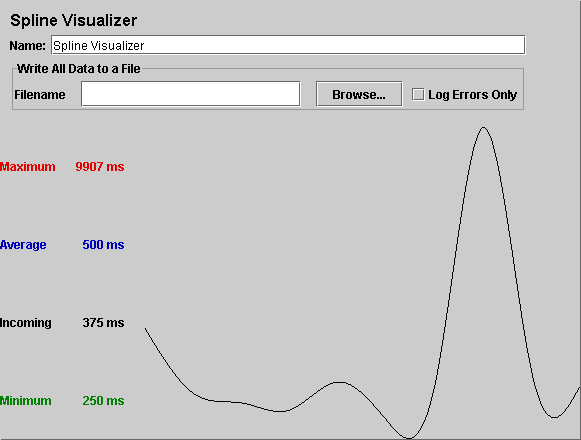 Spline Visualizer
Name: Spline Visualizer
Write All Data to a File
Filename Browse... Log Errors Only
Maximum 9907 ms
Average 500 ms
Incoming 375 ms
Minimum 250 ms